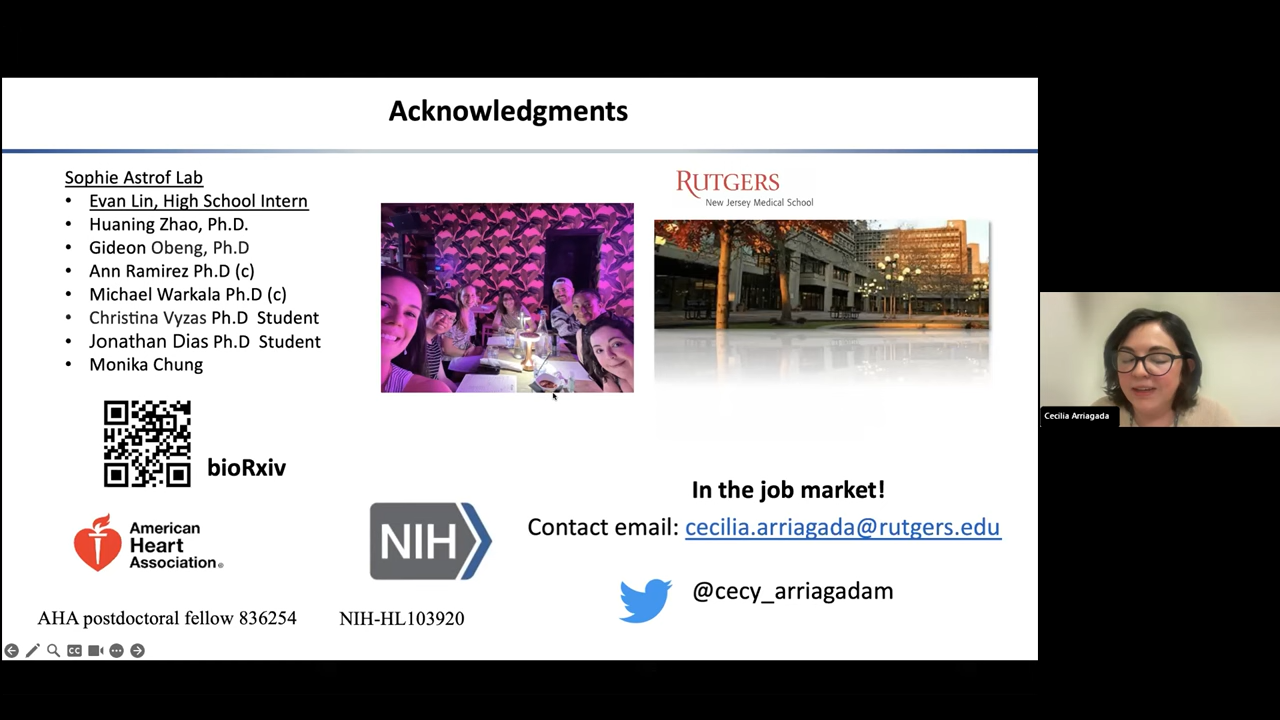 Acknowledgments
Sophie Astrof Lab
• Evan Lin, High School Intern
• Huaning Zhao, Ph.D.
• Gideon Obeng, Ph.D
• Ann Ramirez Ph.D (c)
• Michael Warkala Ph.D (c)
• Christina Vyzas Ph.D Student
• Jonathan Dias Ph.D Student
• Monika Chung
bioRxiv
American
Heart
Association®
AHA postdoctoral fellow 836254
NIH
NIH-HL103920
RUTGERS
New Jersey Medical School
In the job market!
Contact email: cecilia.arriagada@rutgers.edu
@cecy_arriagadam
CC
Cecilia Arriagada